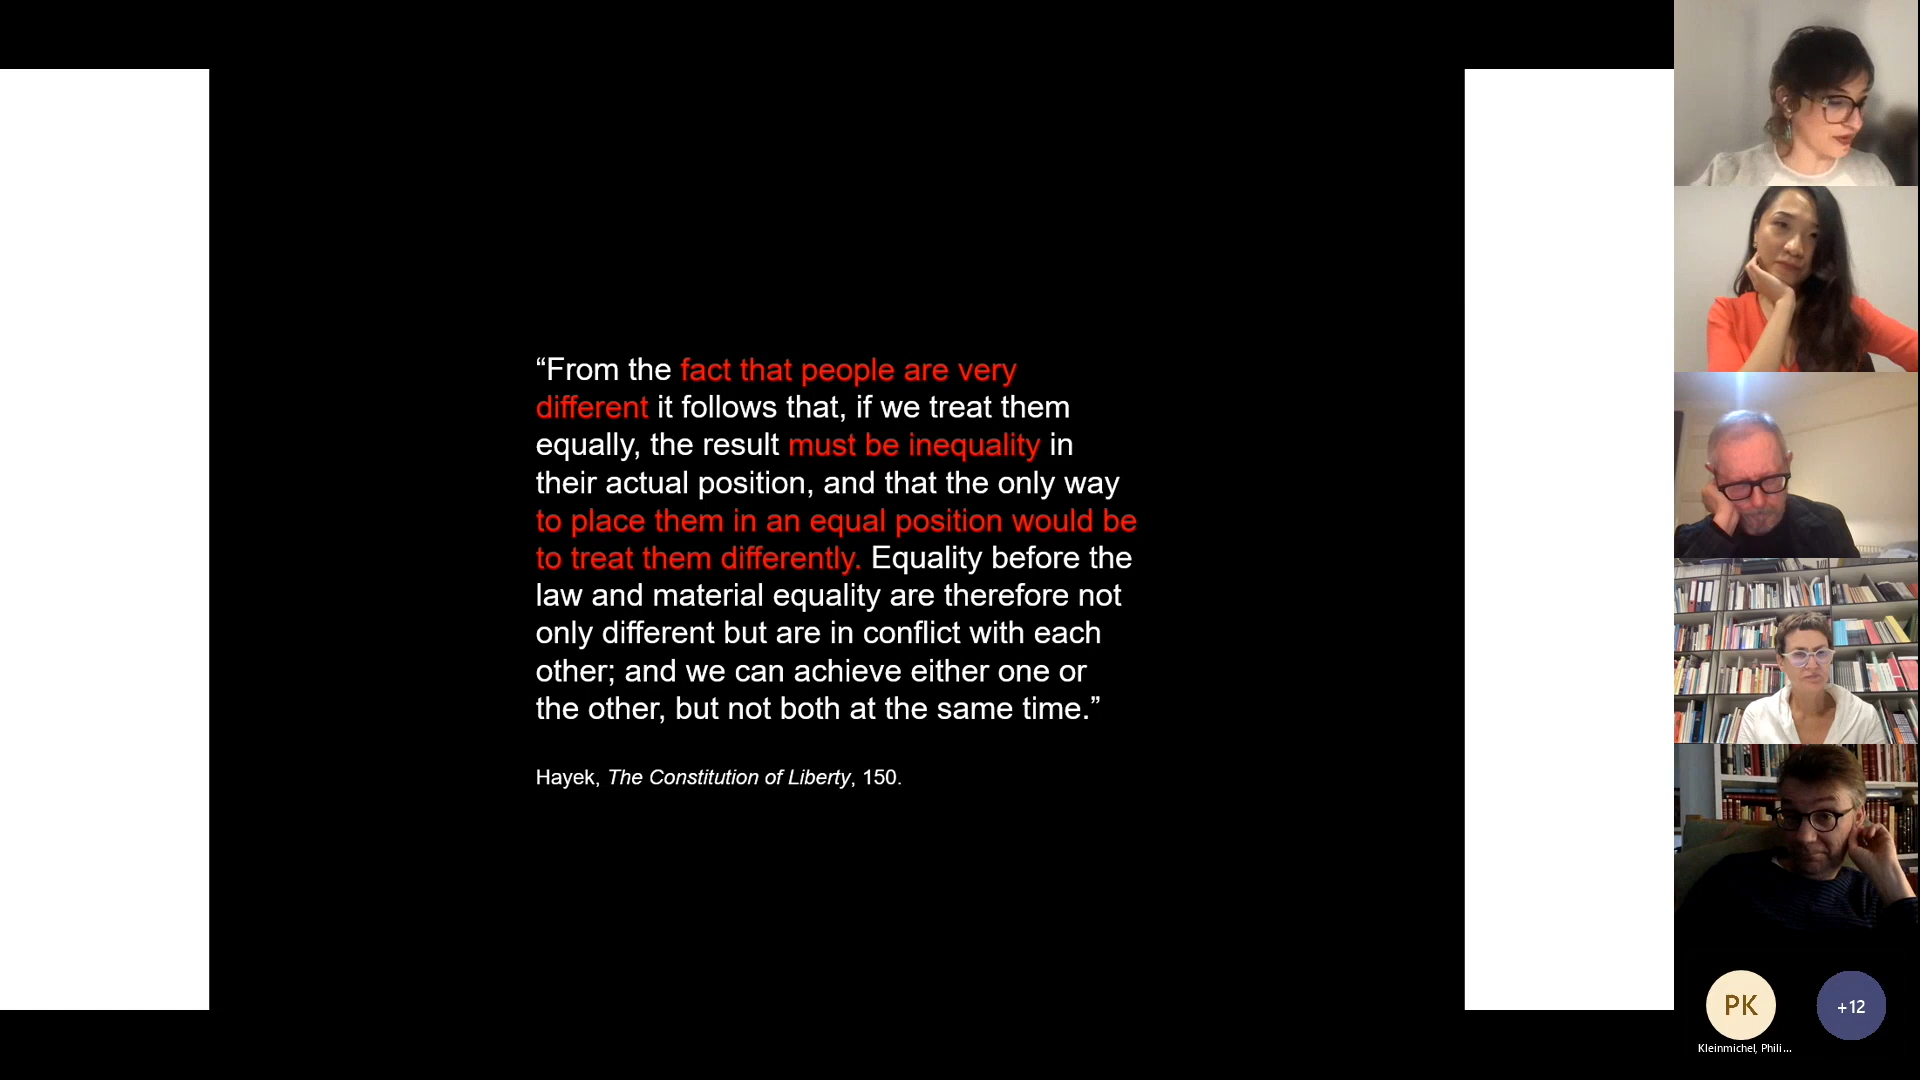 “From the fact that people are very
different it follows that, if we treat them
equally, the result must be inequality in
their actual position, and that the only way
to place them in an equal position would be
to treat them differently. Equality before the
law and material equality are therefore not
only different but are in conflict with each
other; and we can achieve either one or
the other, but not both at the same time.”
Hayek, The Constitution of Liberty, 150.
PK
+12
Kleinmichel, Phili...